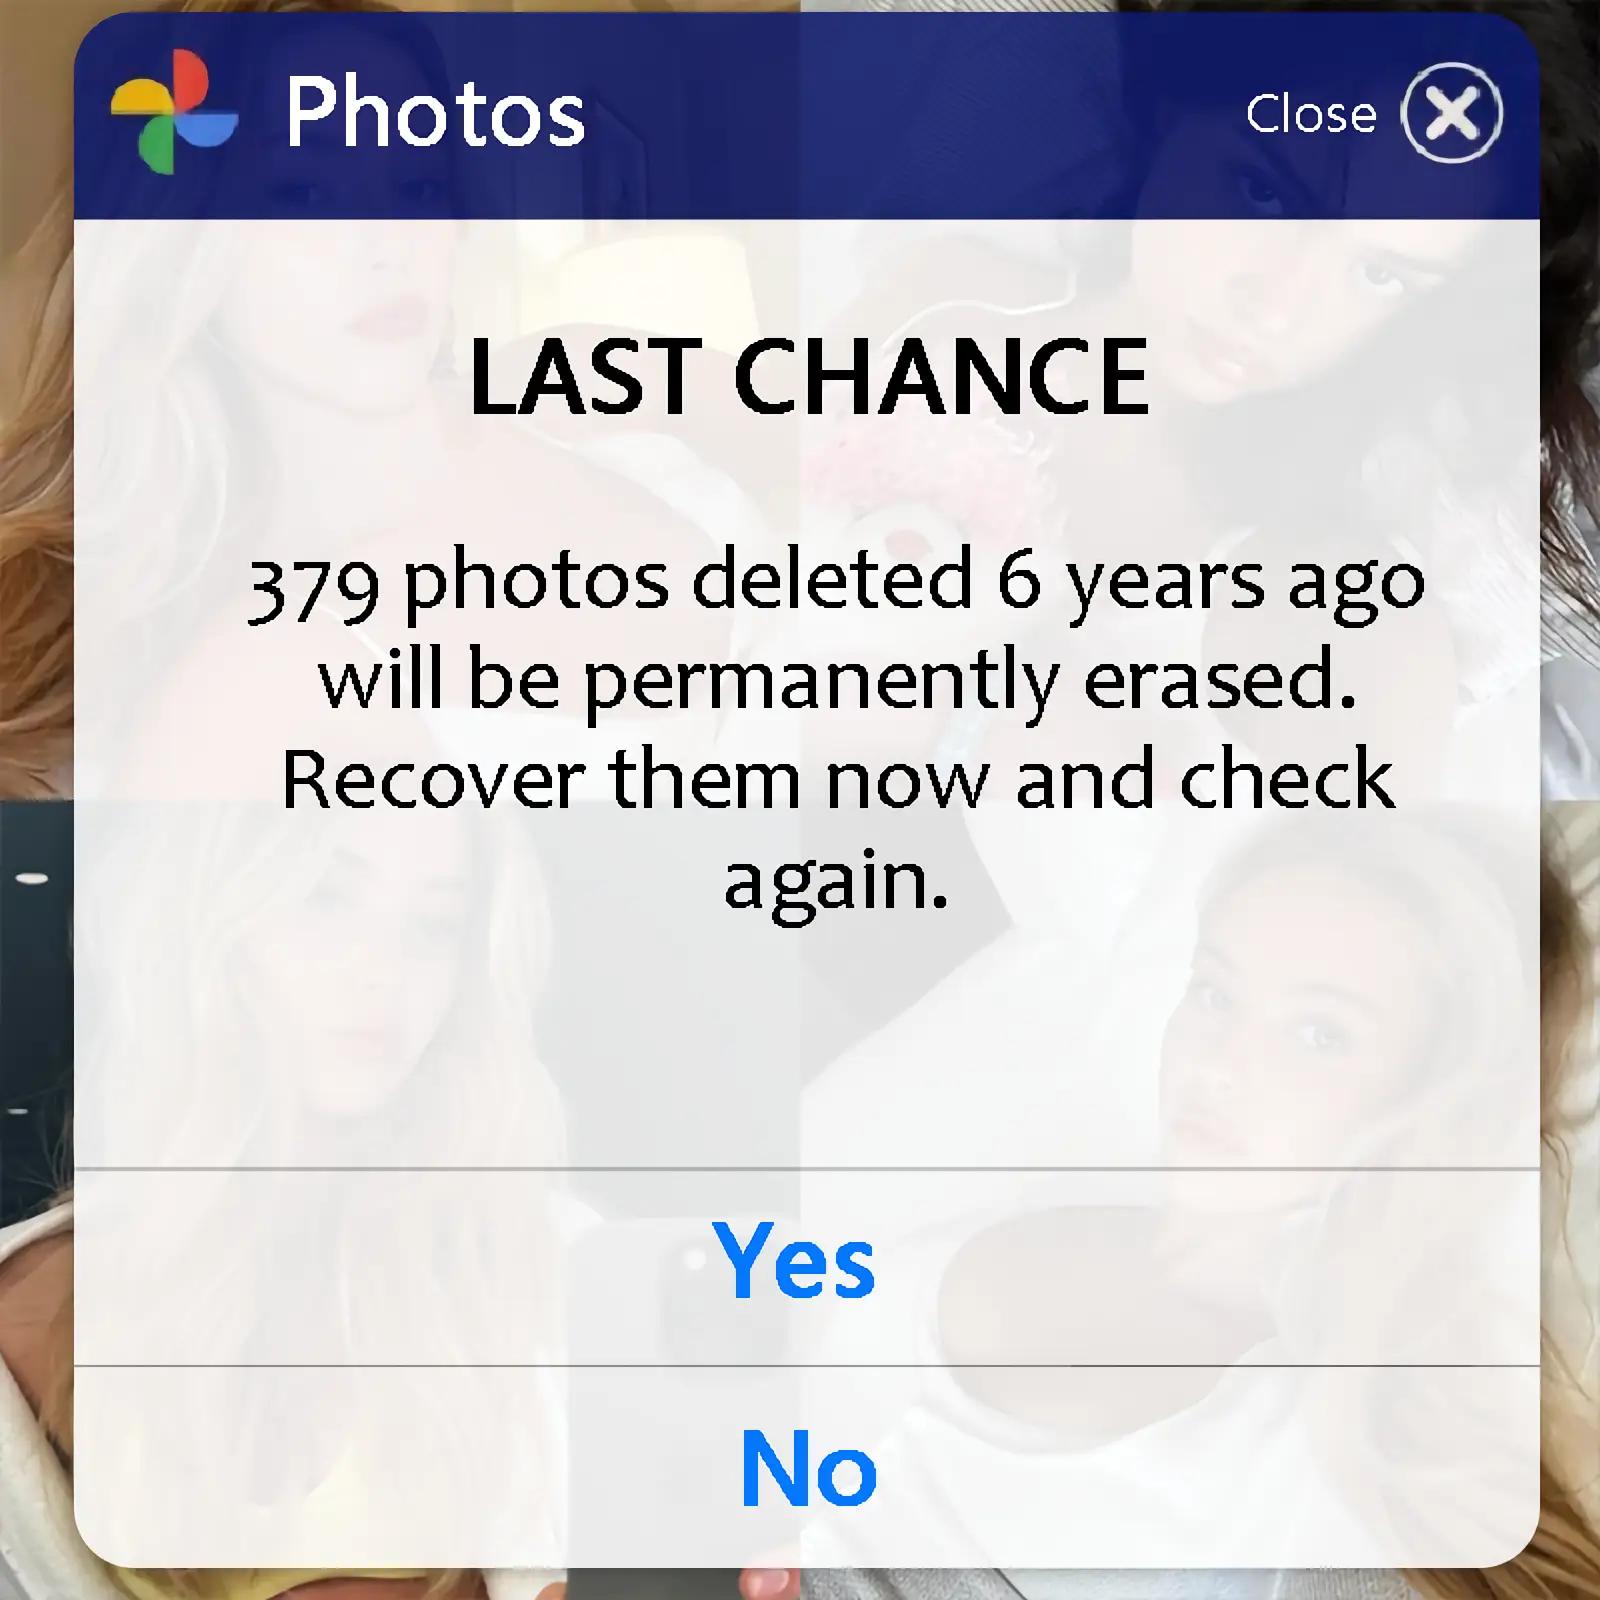 Photos
Close
LAST CHANCE
379 photos deleted 6 years ago
will be permanently erased.
Recover them now and check
again.
Yes
No